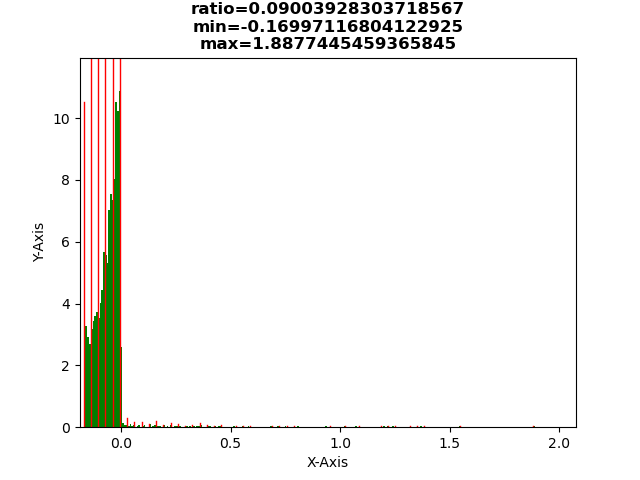 ratio=0.09003928303718567
min=-0.16997116804122925
max=1.8877445459365845
Y-Axis
10
8
6
4
2
0
0.0 0.5 1.0 1.5 2.0
X-Axis